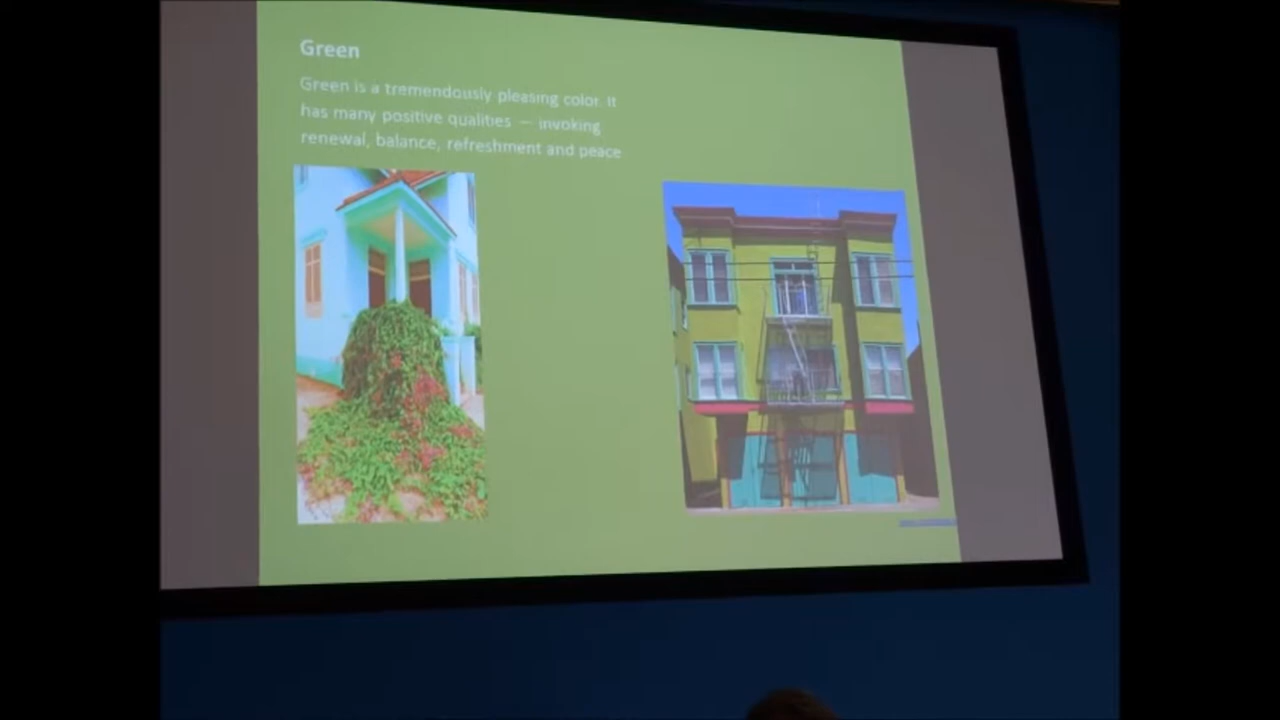 Green
Green is a tremendously pleasing color. It
has many positive qualities — invoking
renewal, balance, refreshment and peace